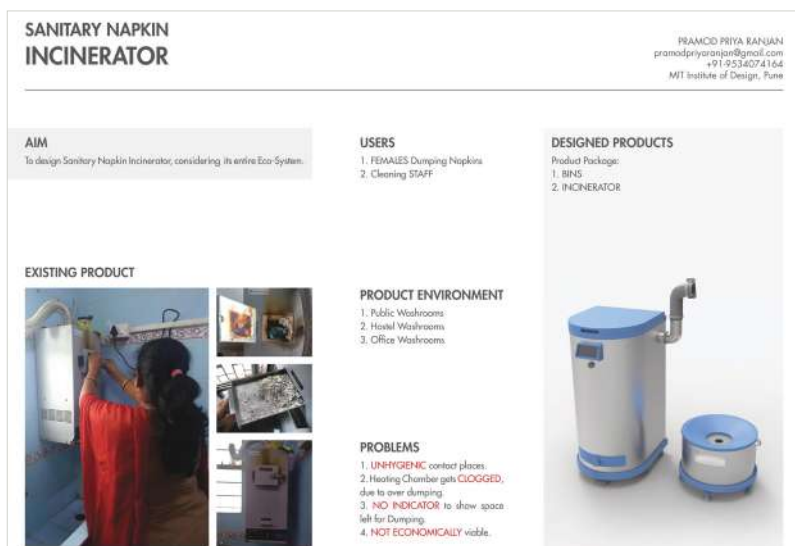 SANITARY NAPKIN
INCINERATOR
PRAMOD PRIYA RANJAN
pramodpriyaranjan@gmail.com
+91-9534074164
MIT Institute of Design, Pune
AIM
To design Sanitary Napkin Incinerator, considering its entire Eco-System.
USERS
1. FEMALES Dumping Napkins
2. Cleaning STAFF
DESIGNED PRODUCTS
Product Package:
1. BINS
2. INCINERATOR
EXISTING PRODUCT
PRODUCT ENVIRONMENT
1. Public Washrooms
2. Hostel Washrooms
3. Office Washrooms
PROBLEMS
1. UNHYGIENIC contact places.
2. Heating Chamber gets CLOGGED,
due to over dumping.
3. NO INDICATOR to show space
left for Dumping.
4. NOT ECONOMICALLY viable.